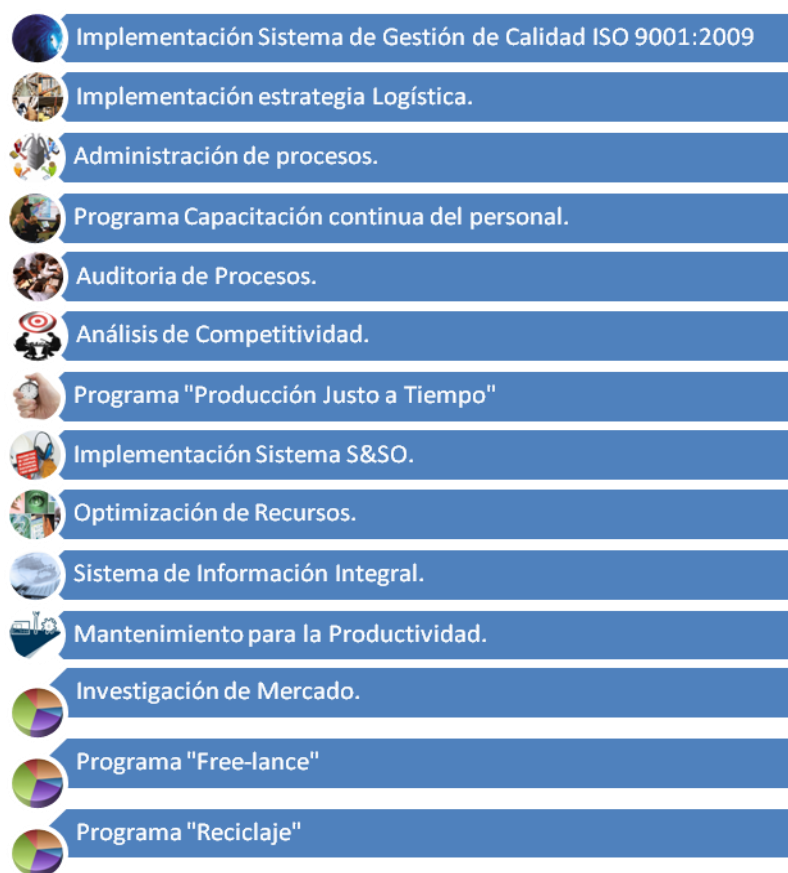 Implementación Sistema de Gestión de Calidad ISO 9001:2009
Implementación estrategia Logística.
Administración de procesos.
Programa Capacitación continua del personal.
Auditoria de Procesos.
Análisis de Competitividad.
Programa "Producción Justo a Tiempo"
Implementación Sistema S&SO.
Optimización de Recursos.
Sistema de Información Integral.
Mantenimiento para la Productividad.
Investigación de Mercado.
Programa "Free-lance"
Programa "Reciclaje"